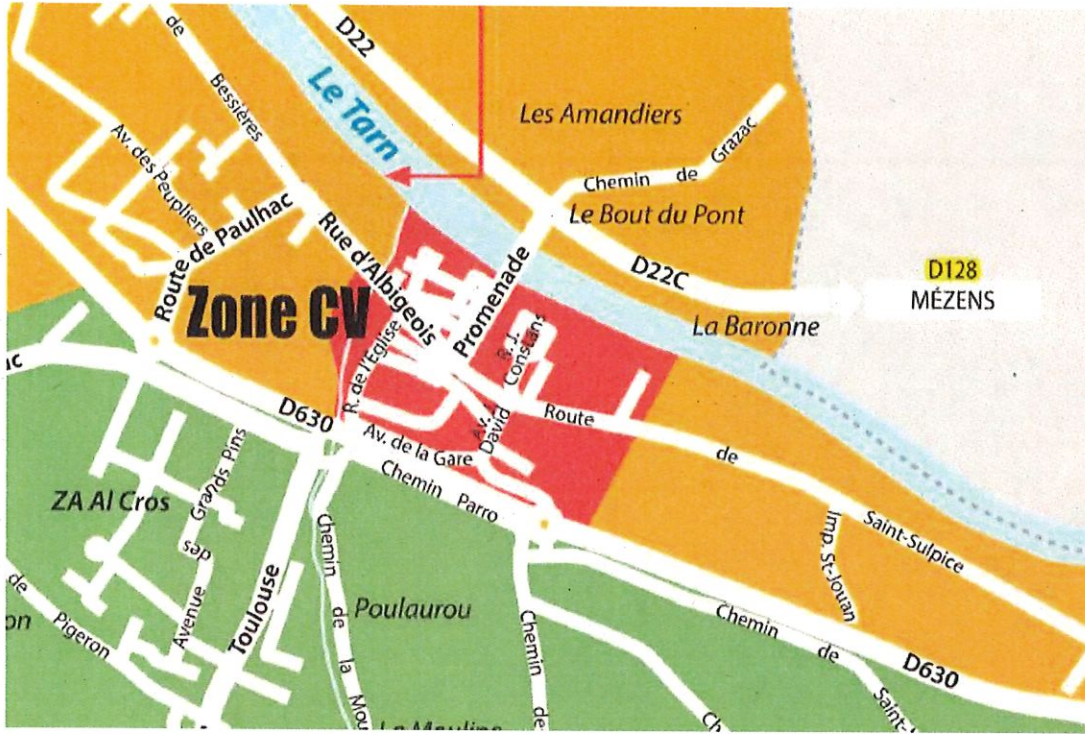 D22
de
Bessières
Le Tarn
Les Amandiers
Chemin de Grazac
Av. des Peupliers
Le Bout du Pont
Route de Paulhac
Rue d'Albigeois
Promenade
D22C
D128
MÉZENS
Zone CV
La Baronne
R. de l'Église
R. J. Constans
D630
Av. J. David
Route de Saint-Sulpice
Av. de la Gare
Chemin Parro
ZA Al Cros
Avenue des Grands Pins
Imp. St-Jouan
Toulouse
Chemin de la Mou
Poulaurou
de Pigeron
on
Chemin de
Chemin de Saint-
D630
Ch